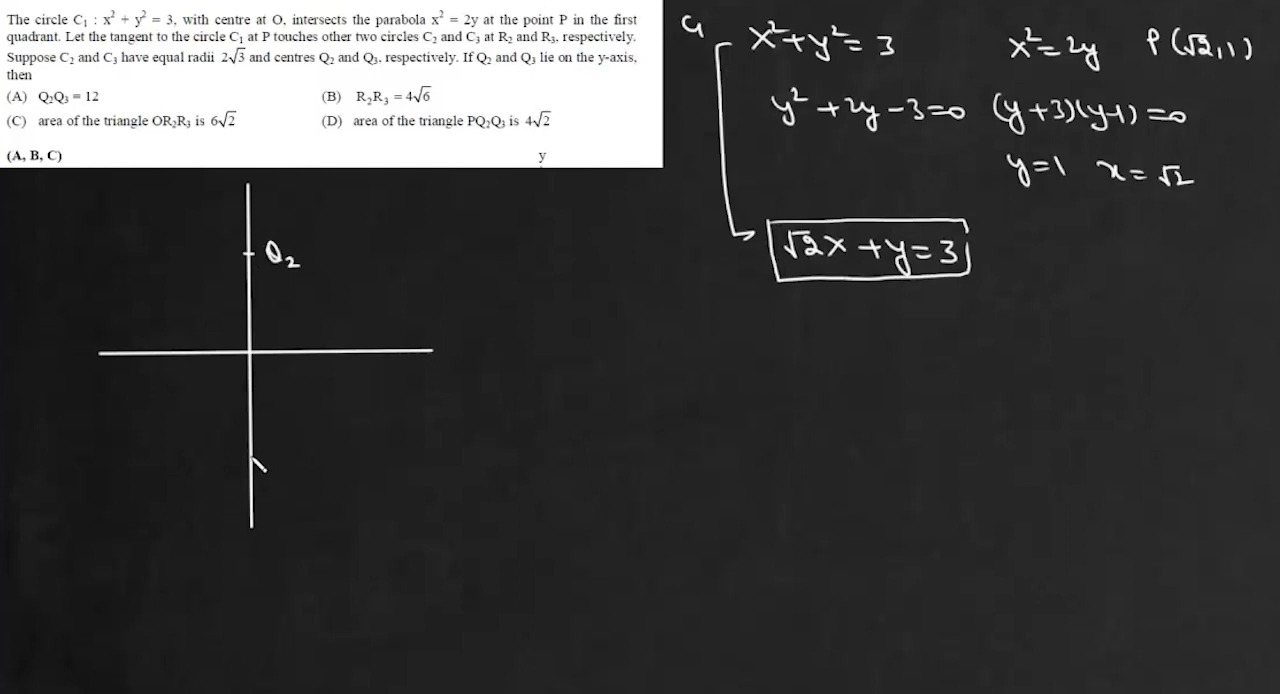 The circle C₁ : x² + y² = 3, with centre at O, intersects the parabola x² = 2y at the point P in the first
quadrant. Let the tangent to the circle C₁ at P touches other two circles C₂ and C₃ at R₂ and R₃, respectively.
Suppose C₂ and C₃ have equal radii 2√3 and centres Q₂ and Q₃, respectively. If Q₂ and Q₃ lie on the y-axis,
then
(A) Q₂Q₃ = 12 (B) R₂R₃ = 4√6
(C) area of the triangle OR₂R₃ is 6√2 (D) area of the triangle PQ₂Q₃ is 4√2
(A, B, C) y
C₁ x²+y²= 3 x²=2y P(√2,1)
y²+2y-3=0 (y+3)(y-1)=0
y=1 x=√2
√2x+y=3
Q₂